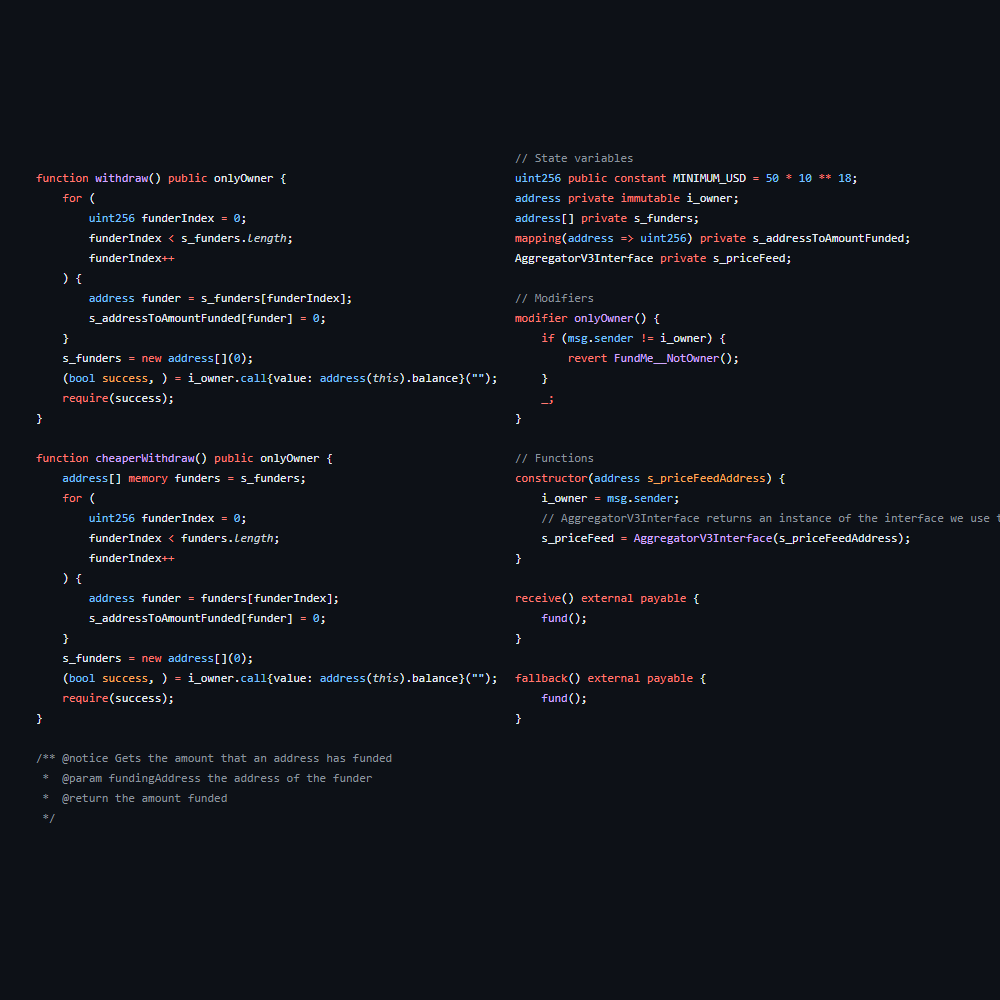 function withdraw() public onlyOwner {
    for (
        uint256 funderIndex = 0;
        funderIndex < s_funders.length;
        funderIndex++
    ) {
        address funder = s_funders[funderIndex];
        s_addressToAmountFunded[funder] = 0;
    }
    s_funders = new address[](0);
    (bool success, ) = i_owner.call{value: address(this).balance}("");
    require(success);
}

function cheaperWithdraw() public onlyOwner {
    address[] memory funders = s_funders;
    for (
        uint256 funderIndex = 0;
        funderIndex < funders.length;
        funderIndex++
    ) {
        address funder = funders[funderIndex];
        s_addressToAmountFunded[funder] = 0;
    }
    s_funders = new address[](0);
    (bool success, ) = i_owner.call{value: address(this).balance}("");
    require(success);
}

/** @notice Gets the amount that an address has funded
 *  @param fundingAddress the address of the funder
 *  @return the amount funded
 */
// State variables
uint256 public constant MINIMUM_USD = 50 * 10 ** 18;
address private immutable i_owner;
address[] private s_funders;
mapping(address => uint256) private s_addressToAmountFunded;
AggregatorV3Interface private s_priceFeed;

// Modifiers
modifier onlyOwner() {
    if (msg.sender != i_owner) {
        revert FundMe__NotOwner();
    }
    _;
}

// Functions
constructor(address s_priceFeedAddress) {
    i_owner = msg.sender;
    // AggregatorV3Interface returns an instance of the interface we use
    s_priceFeed = AggregatorV3Interface(s_priceFeedAddress);
}

receive() external payable {
    fund();
}

fallback() external payable {
    fund();
}